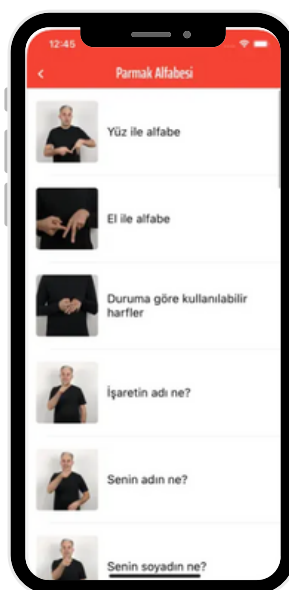 12:45
Parmak Alfabesi
Yüz ile alfabe
El ile alfabe
Duruma göre kullanılabilir
harfler
İşaretin adı ne?
Senin adın ne?
Senin soyadın ne?